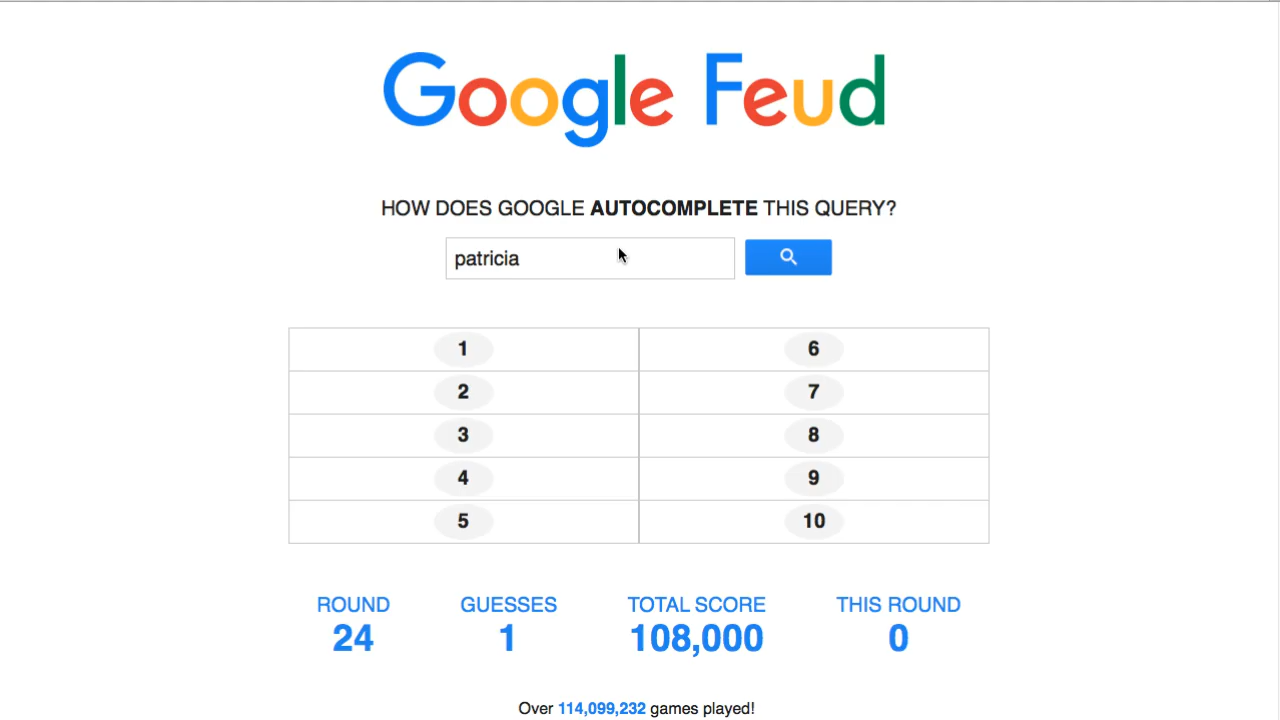 Google Feud
HOW DOES GOOGLE AUTOCOMPLETE THIS QUERY?
patricia
1 6
2 7
3 8
4 9
5 10
ROUND GUESSES TOTAL SCORE THIS ROUND
24 1 108,000 0
Over 114,099,232 games played!